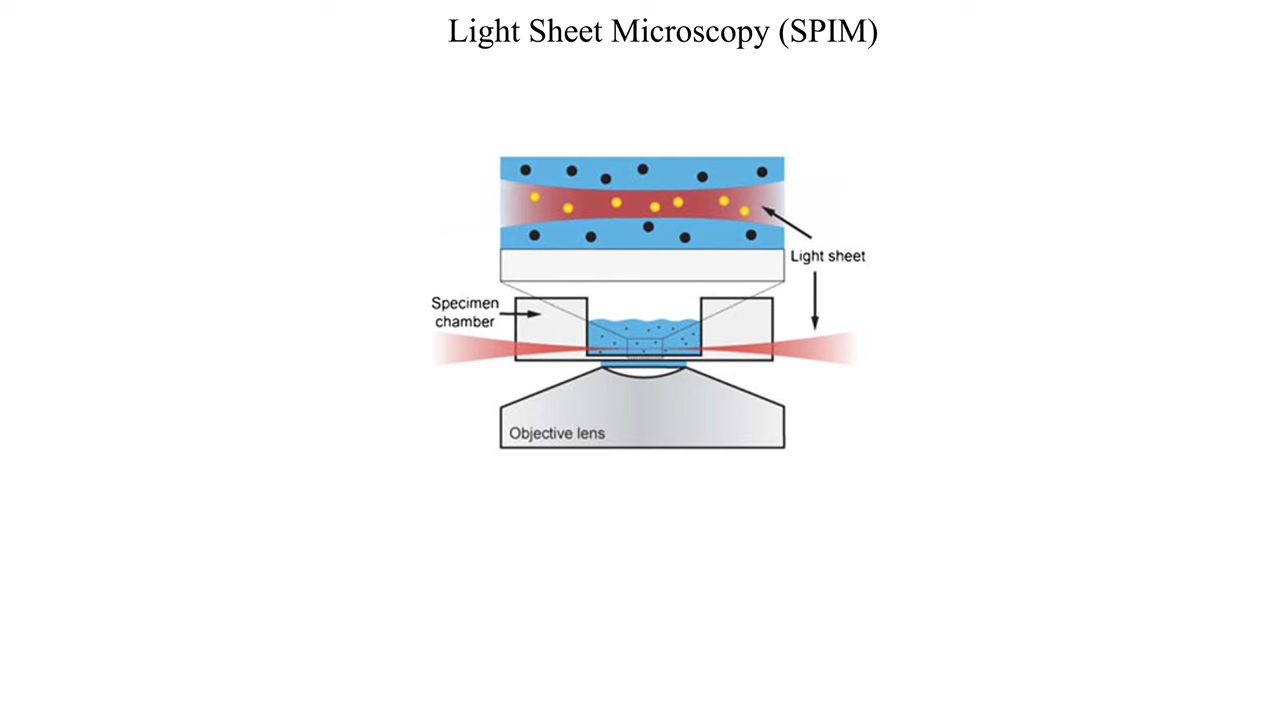 Light Sheet Microscopy (SPIM)
Light sheet
Specimen
chamber
Objective lens